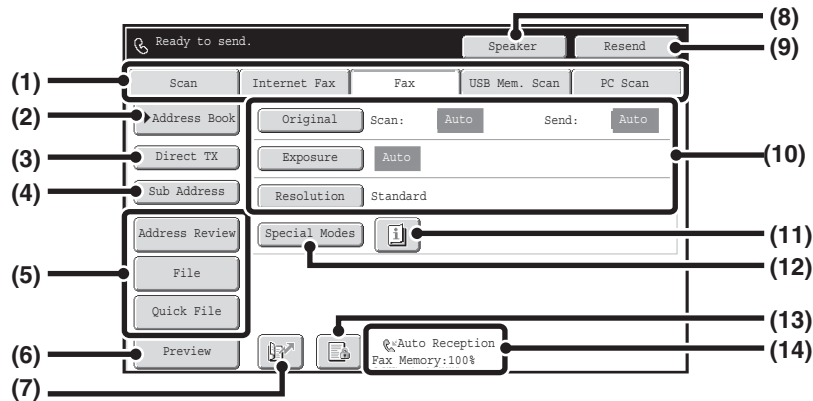 (8)
Ready to send.
Speaker
Resend
(9)
(1)
Scan
Internet Fax
Fax
USB Mem. Scan
PC Scan
(2)
Address Book
Original
Scan:
Auto
Send:
Auto
(3)
Direct TX
Exposure
Auto
(10)
(4)
Sub Address
Resolution
Standard
Address Review
Special Modes
(11)
(5)
File
(12)
Quick File
(13)
(6)
Preview
Auto Reception
Fax Memory:100%
(14)
(7)